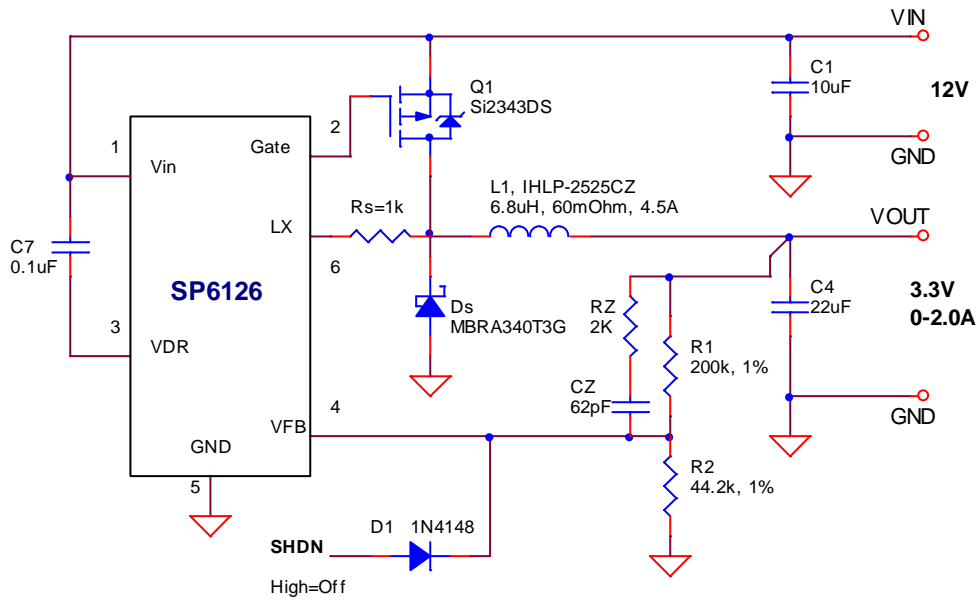 VIN
C1
10uF
12V
Q1
Si2343DS
2
1
Gate
Vin
GND
L1, IHLP-2525CZ
6.8uH, 60mOhm, 4.5A
Rs=1k
LX
VOUT
C7
0.1uF
6
SP6126
C4
22uF
3.3V
0-2.0A
Ds
MBRA340T3G
RZ
2K
3
VDR
R1
200k, 1%
CZ
62pF
4
VFB
GND
GND
R2
44.2k, 1%
5
D1 1N4148
SHDN
High=Off